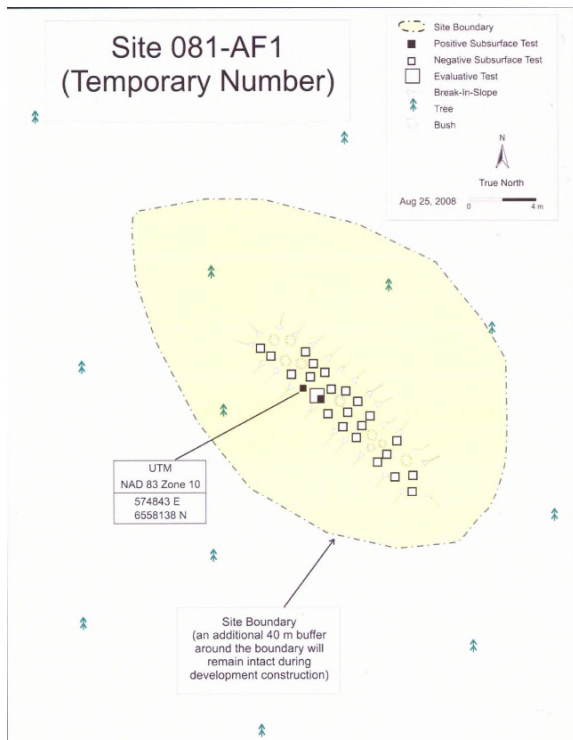 Site 081-AF1
(Temporary Number)
Site Boundary
Positive Subsurface Test
Negative Subsurface Test
Evaluative Test
Break-In-Slope
Tree
Bush
N
True North
Aug 25, 2008
0 4 m
UTM
NAD 83 Zone 10
574843 E
6558138 N
Site Boundary
(an additional 40 m buffer
around the boundary will
remain intact during
development construction)